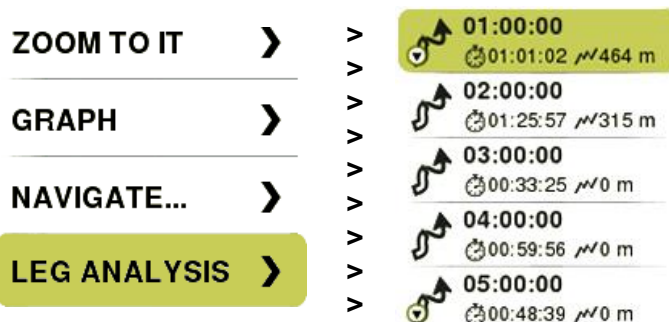 ZOOM TO IT
GRAPH
NAVIGATE...
LEG ANALYSIS
>
>
>
>
>
>
>
>
>
01:00:00
01:01:02 464 m
02:00:00
01:25:57 315 m
03:00:00
00:33:25 0 m
04:00:00
00:59:56 0 m
05:00:00
00:48:39 0 m